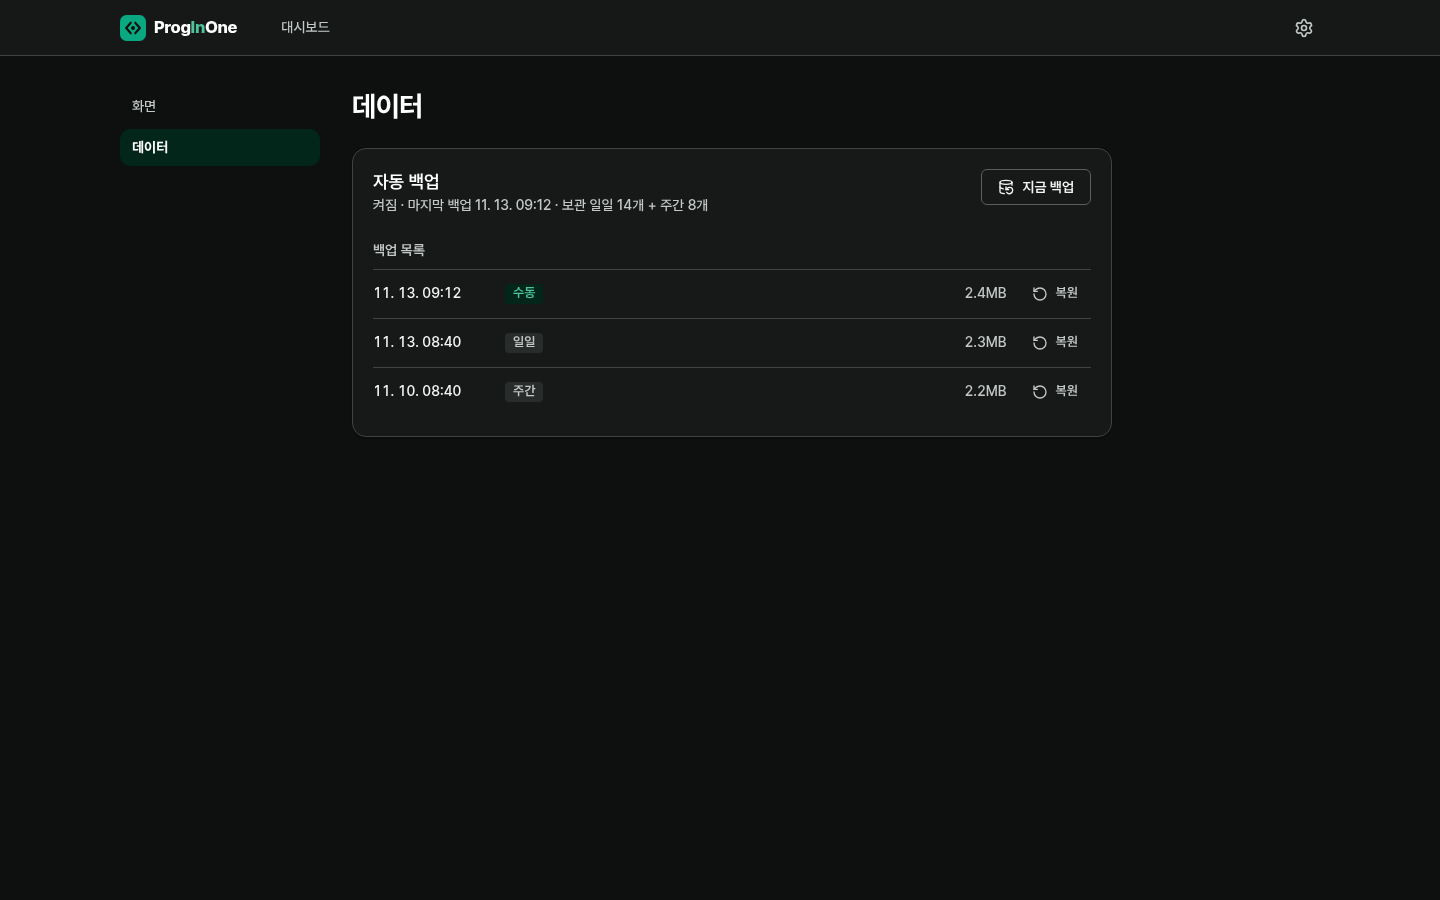 ProgInOne
대시보드
화면
데이터
데이터
자동 백업
켜짐 · 마지막 백업 11. 13. 09:12 · 보관 일일 14개 + 주간 8개
지금 백업
백업 목록
11. 13. 09:12 수동 2.4MB 복원
11. 13. 08:40 일일 2.3MB 복원
11. 10. 08:40 주간 2.2MB 복원